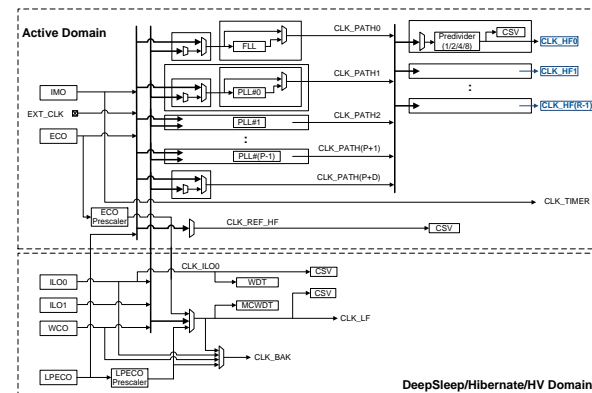 Active Domain
CLK_PATH0
CSV
Predivider
(1/2/4/8)
CLK_HF0
FLL
CLK_PATH1
CLK_HF1
IMO
PLL#0
:
EXT_CLK
CLK_PATH2
CLK_HF(R-1)
PLL#1
ECO
:
:
CLK_PATH(P+1)
PLL#(P-1)
CLK_PATH(P+D)
CLK_TIMER
ECO
Prescaler
CLK_REF_HF
CSV
CLK_ILO0
CSV
ILO0
WDT
CSV
ILO1
MCWDT
CLK_LF
WCO
CLK_BAK
LPECO
LPECO
Prescaler
DeepSleep/Hibernate/HV Domain